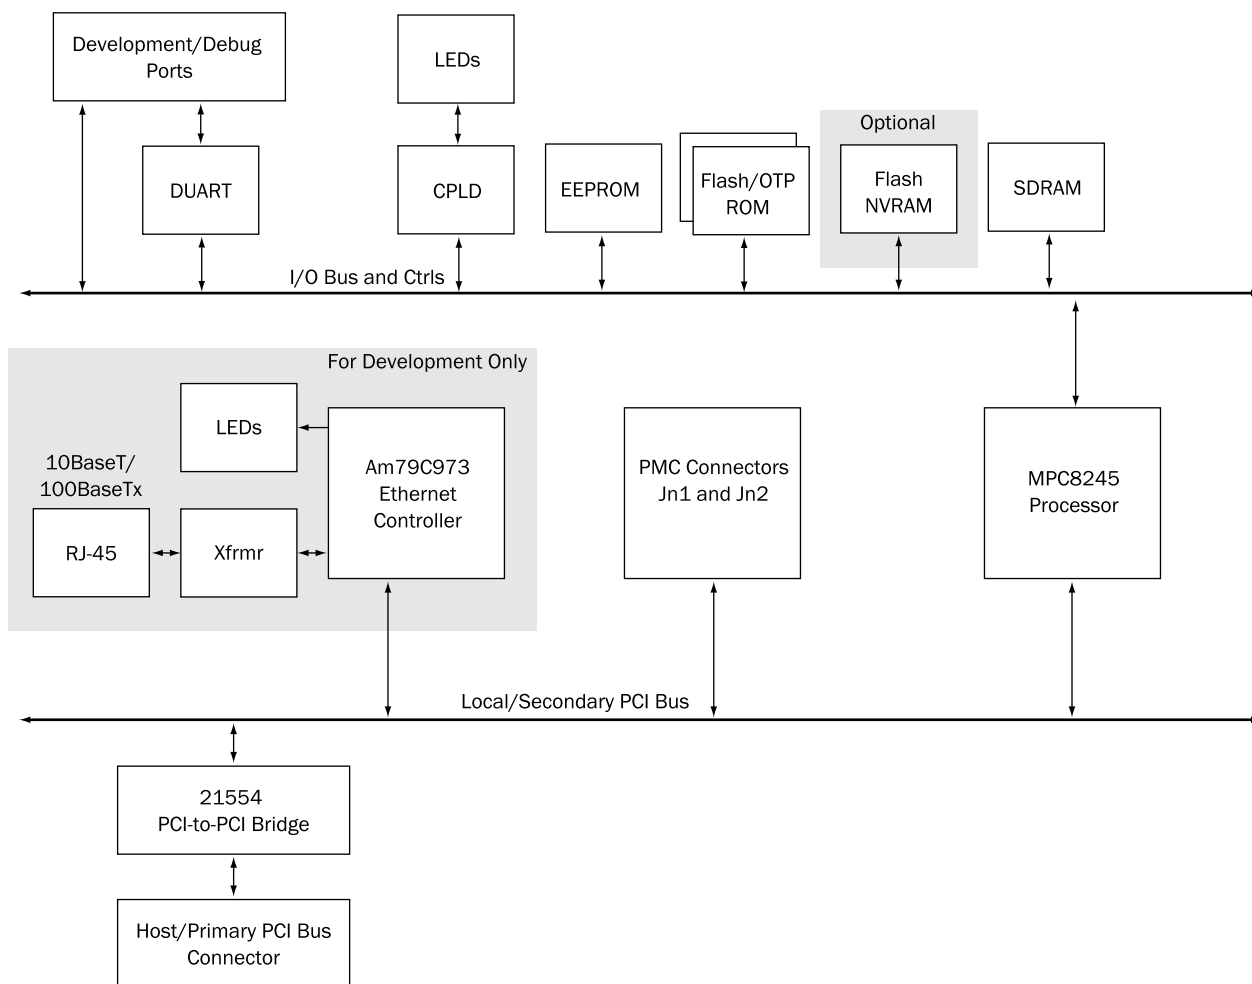 Development/Debug
Ports
LEDs
Optional
DUART
CPLD
EEPROM
Flash/OTP
ROM
Flash
NVRAM
SDRAM
I/O Bus and Ctrls
For Development Only
LEDs
10BaseT/
100BaseTx
RJ-45
Xfrmr
Am79C973
Ethernet
Controller
PMC Connectors
Jn1 and Jn2
MPC8245
Processor
Local/Secondary PCI Bus
21554
PCI-to-PCI Bridge
Host/Primary PCI Bus
Connector